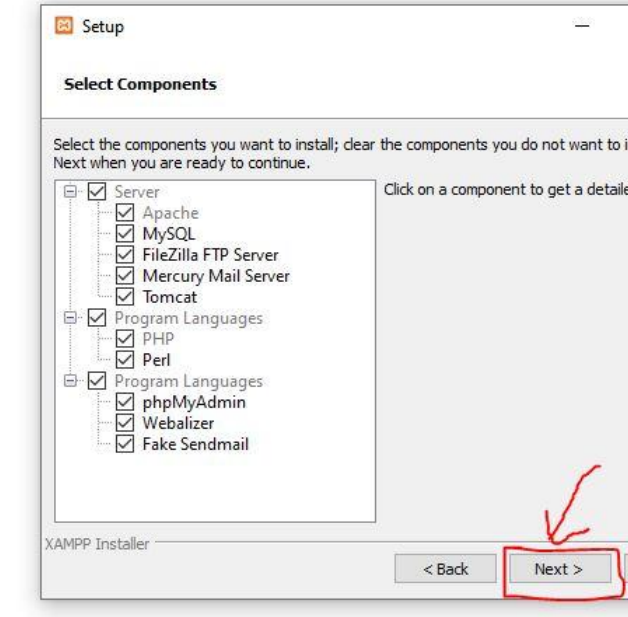 Setup
Select Components
Select the components you want to install; clear the components you do not want to
Next when you are ready to continue.
Server
Apache
MySQL
FileZilla FTP Server
Mercury Mail Server
Tomcat
Program Languages
PHP
Perl
Program Languages
phpMyAdmin
Webalizer
Fake Sendmail
Click on a component to get a
XAMPP Installer
< Back
Next >